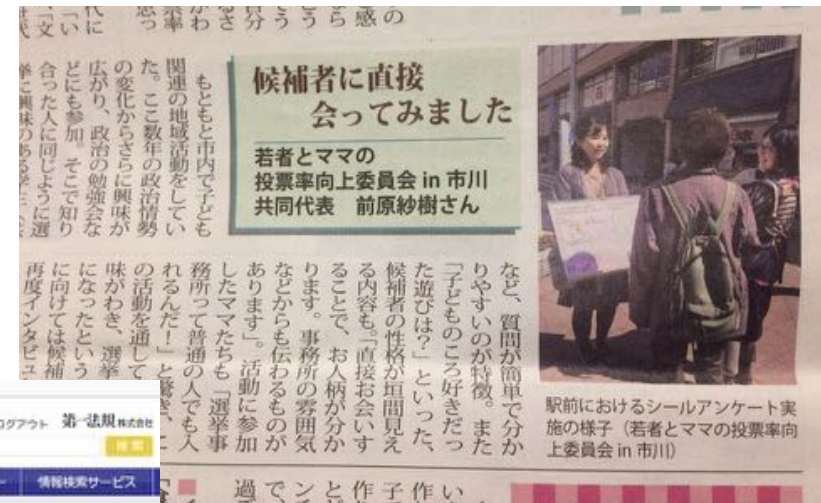 候補者に直接
会ってみました
若者とママの
投票率向上委員会 in 市川
共同代表　前原紗樹さん
もともと市内で子ども
関連の地域活動をしてい
た。ここ数年の政治情勢
の変化からさらに興味が
広がり、政治の勉強会な
どにも参加。そこで知り
合った人に同じように選
など、質問が簡単で分か
りやすいのが特徴。また
「子どものころ好きだっ
た遊びは？」といった、
候補者の性格が垣間見え
る内容も。「直接お会いす
ることで、お人柄が分か
ります。事務所の雰囲気
などからも伝わるものが
あります」。活動に参加
したママたちも「選挙事
務所って普通の人でも人
れるんだ！」と驚き、こ
の活動を通して
味がわき、選挙
になったという
に向けては候補
再度インタビュ
駅前におけるシールアンケート実
施の様子（若者とママの投票率向
上委員会 in 市川）
ログアウト 第一法規株式会社
検索
情報検索サービス